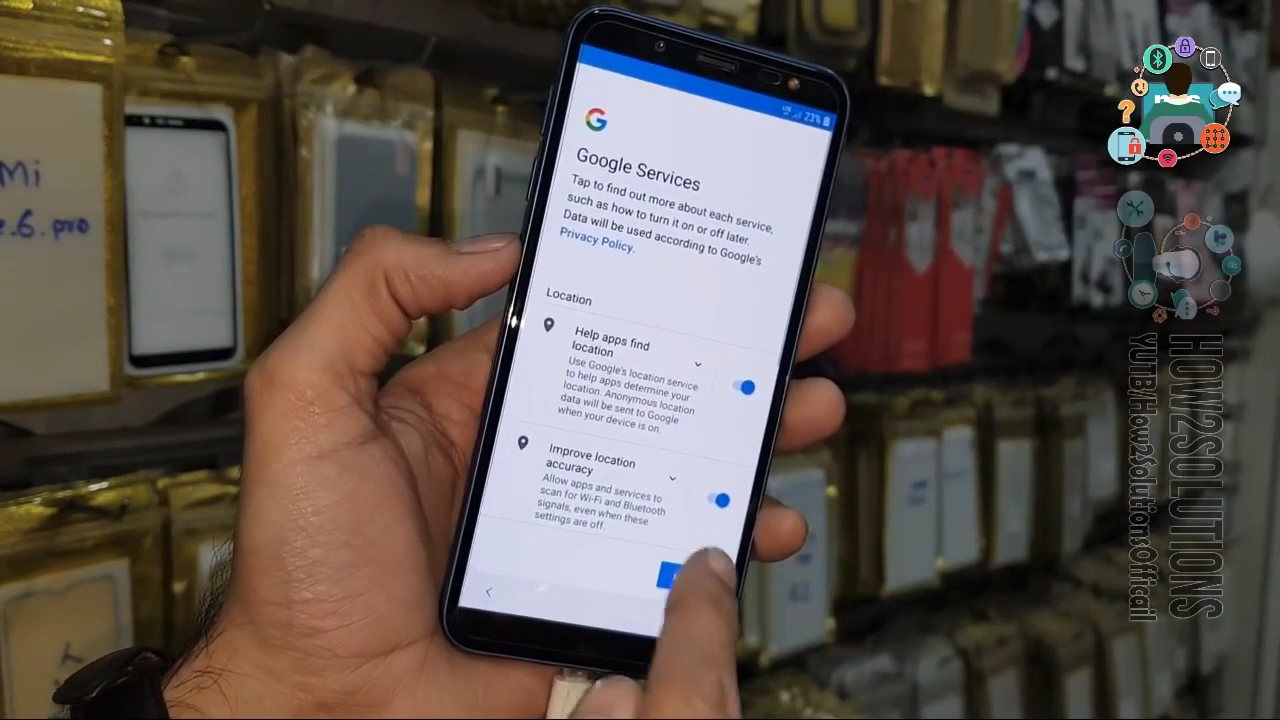 23%
Google Services
Tap to find out more about each service,
such as how to turn it on or off later.
Data will be used according to Google's
Privacy Policy.
Location
Help apps find
location
Use Google's location service
to help apps determine your
location. Anonymous location
data will be sent to Google
when your device is on.
Improve location
accuracy
Allow apps and services to
scan for Wi-Fi and Bluetooth
signals, even when these
settings are off.
Mi
e.6.pro
HOW2SOLUTIONS
YUTB/How2SolutionsOffical